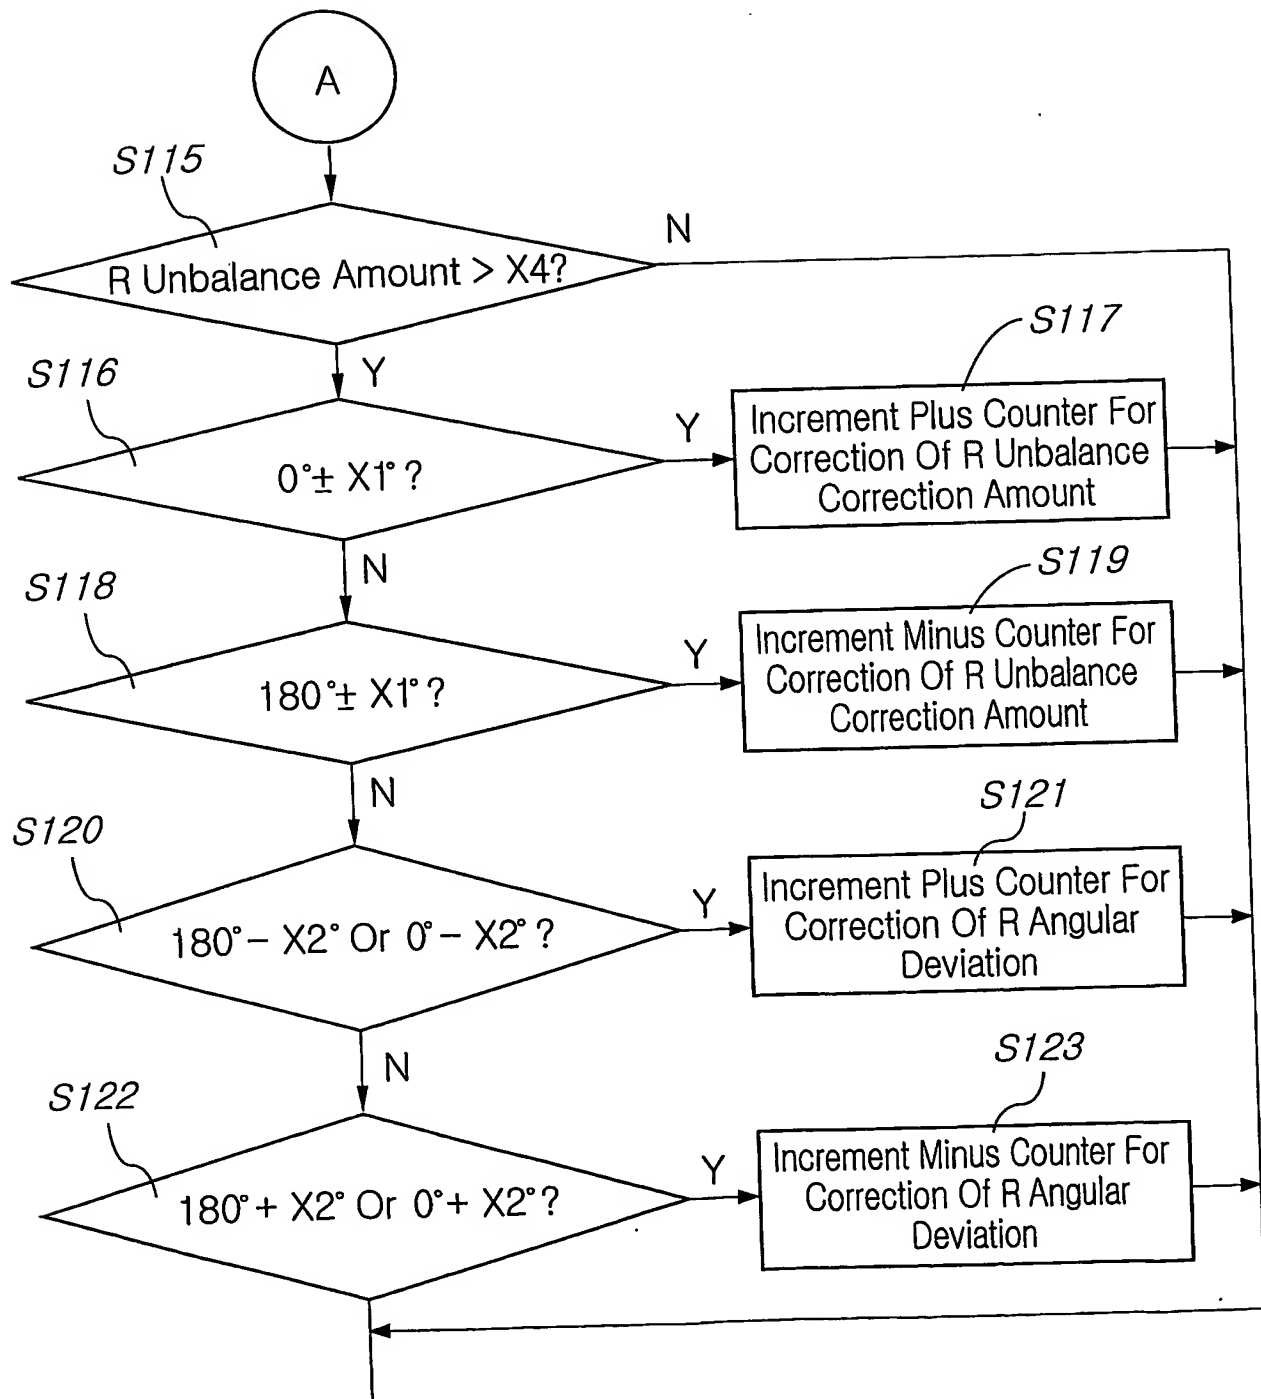 A
S115
N
R Unbalance Amount > X4?
Y
S117
S116
Y
Increment Plus Counter For
Correction Of R Unbalance
Correction Amount
0°± X1°?
N
S119
S118
Y
Increment Minus Counter For
Correction Of R Unbalance
Correction Amount
180°± X1°?
N
S121
S120
Y
Increment Plus Counter For
Correction Of R Angular
Deviation
180°– X2° Or 0°– X2°?
N
S123
S122
Y
Increment Minus Counter For
Correction Of R Angular
Deviation
180°+ X2° Or 0°+ X2°?